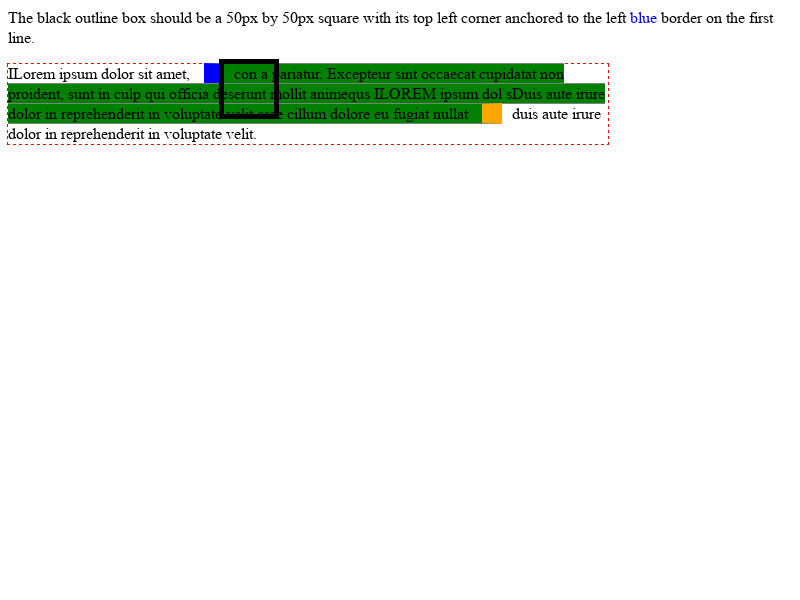 The black outline box should be a 50px by 50px square with its top left corner anchored to the left blue border on the first
line.
ILorem ipsum dolor sit amet, con a pariatur. Excepteur sint occaecat cupidatat non
proident, sunt in culp qui officia deserunt mollit animequs ILOREM ipsum dol sDuis aute irure
dolor in reprehenderit in voluptate velit esse cillum dolore eu fugiat nullat duis aute irure
dolor in reprehenderit in voluptate velit.